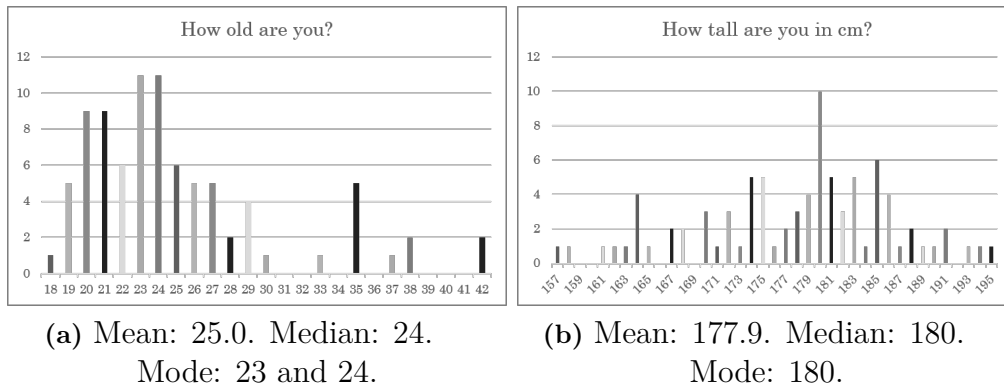 How old are you?
12
10
8
6
4
2
0
18 19 20 21 22 23 24 25 26 27 28 29 30 33 35 37 38 39 40 41 42
How tall are you in cm?
12
10
8
6
4
2
0
157 159 161 163 165 167 169 171 173 175 177 179 181 183 185 187 189 191 193 195
(a) Mean: 25.0. Median: 24.
Mode: 23 and 24.
(b) Mean: 177.9. Median: 180.
Mode: 180.